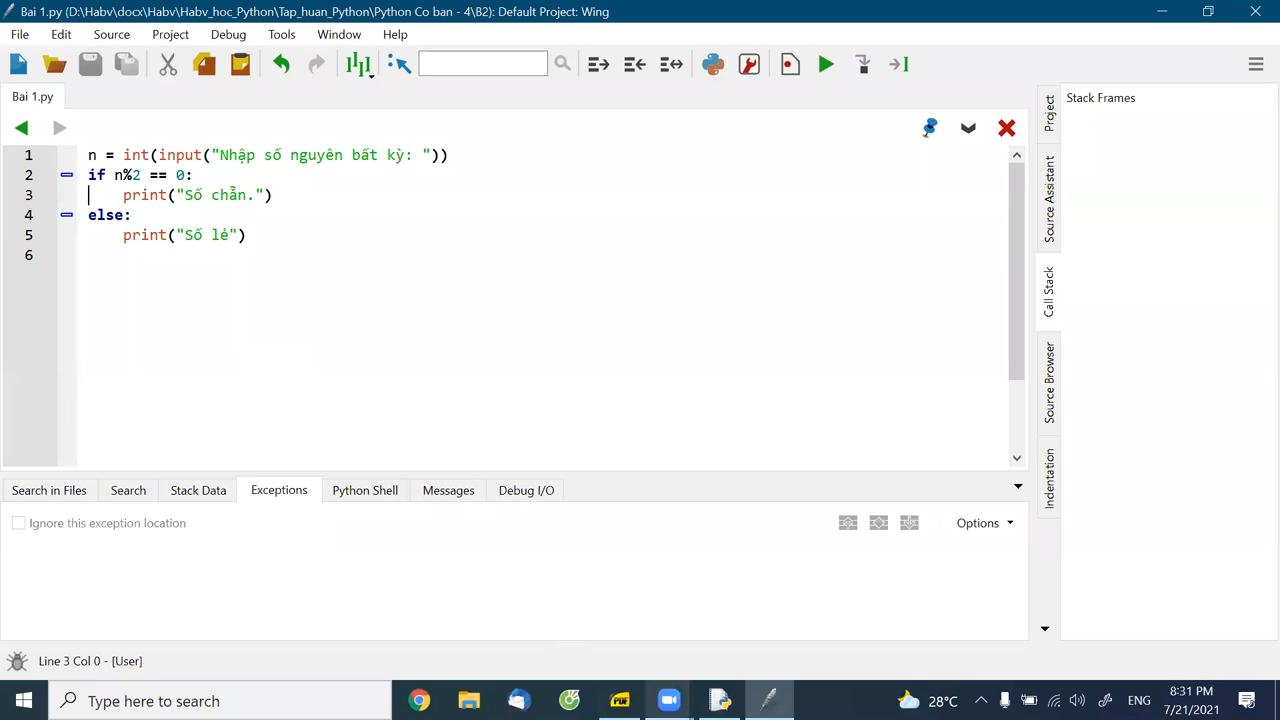 Bai 1.py (D:\Habv\docx\Habv\Habv_hoc_Python\Tap_huan_Python\Python Co ban - 4\B2): Default Project: Wing
File Edit Source Project Debug Tools Window Help
Bai 1.py
Stack Frames
1 n = int(input("Nhập số nguyên bất kỳ: "))
2 if n%2 == 0:
3 print("Số chẵn.")
4 else:
5 print("Số lẻ")
6
Project
Source Assistant
Call Stack
Source Browser
Indentation
Search in Files Search Stack Data Exceptions Python Shell Messages Debug I/O
Ignore this exception location Options
Line 3 Col 0 - [User]
Type here to search
PDF
28°C ENG 8:31 PM
7/21/2021